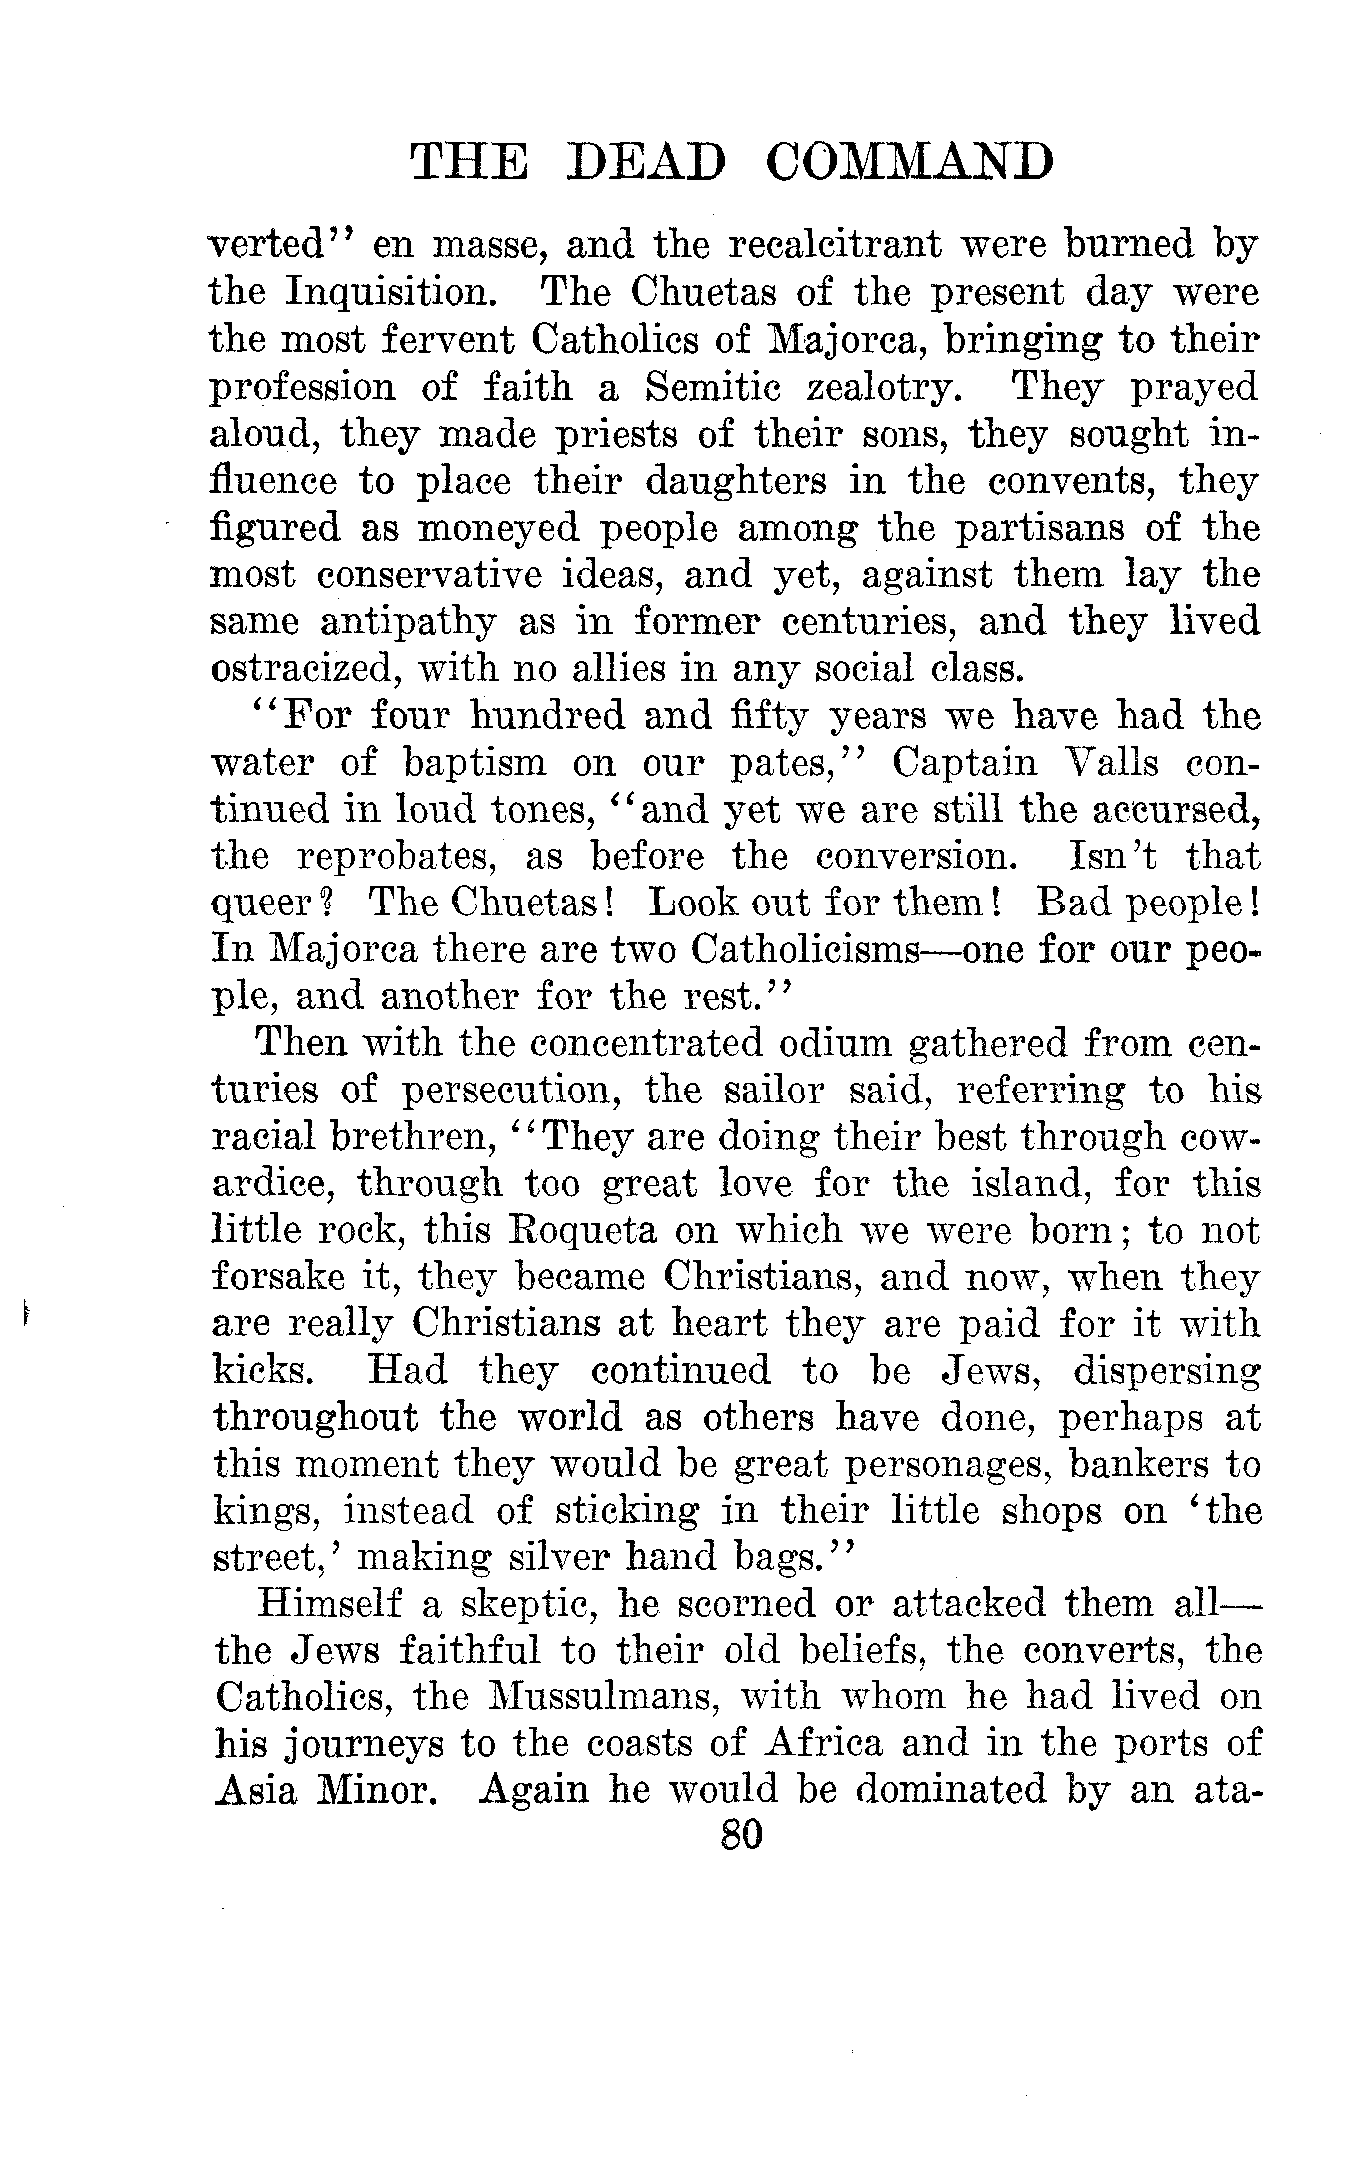 THE DEAD COMMAND
verted" en masse, and the recalcitrant were burned by
the Inquisition. The Chuetas of the present day were
the most fervent Catholics of Majorca, bringing to their
profession of faith a Semitic zealotry. They prayed
aloud, they made priests of their sons, they sought in-
fluence to place their daughters in the convents, they
figured as moneyed people among the partisans of the
most conservative ideas, and yet, against them lay the
same antipathy as in former centuries, and they lived
ostracized, with no allies in any social class.
"For four hundred and fifty years we have had the
water of baptism on our pates," Captain Valls con-
tinued in loud tones, "and yet we are still the accursed,
the reprobates, as before the conversion. Isn't that
queer? The Chuetas! Look out for them! Bad people!
In Majorca there are two Catholicisms—one for our peo-
ple, and another for the rest."
Then with the concentrated odium gathered from cen-
turies of persecution, the sailor said, referring to his
racial brethren, "They are doing their best through cow-
ardice, through too great love for the island, for this
little rock, this Roqueta on which we were born; to not
forsake it, they became Christians, and now, when they
are really Christians at heart they are paid for it with
kicks. Had they continued to be Jews, dispersing
throughout the world as others have done, perhaps at
this moment they would be great personages, bankers to
kings, instead of sticking in their little shops on 'the
street,' making silver hand bags."
Himself a skeptic, he scorned or attacked them all—
the Jews faithful to their old beliefs, the converts, the
Catholics, the Mussulmans, with whom he had lived on
his journeys to the coasts of Africa and in the ports of
Asia Minor. Again he would be dominated by an ata-
80